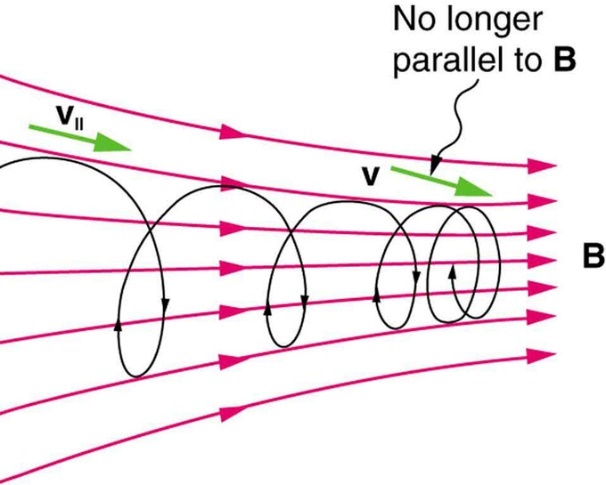 No longer
parallel to B
v||
v
B